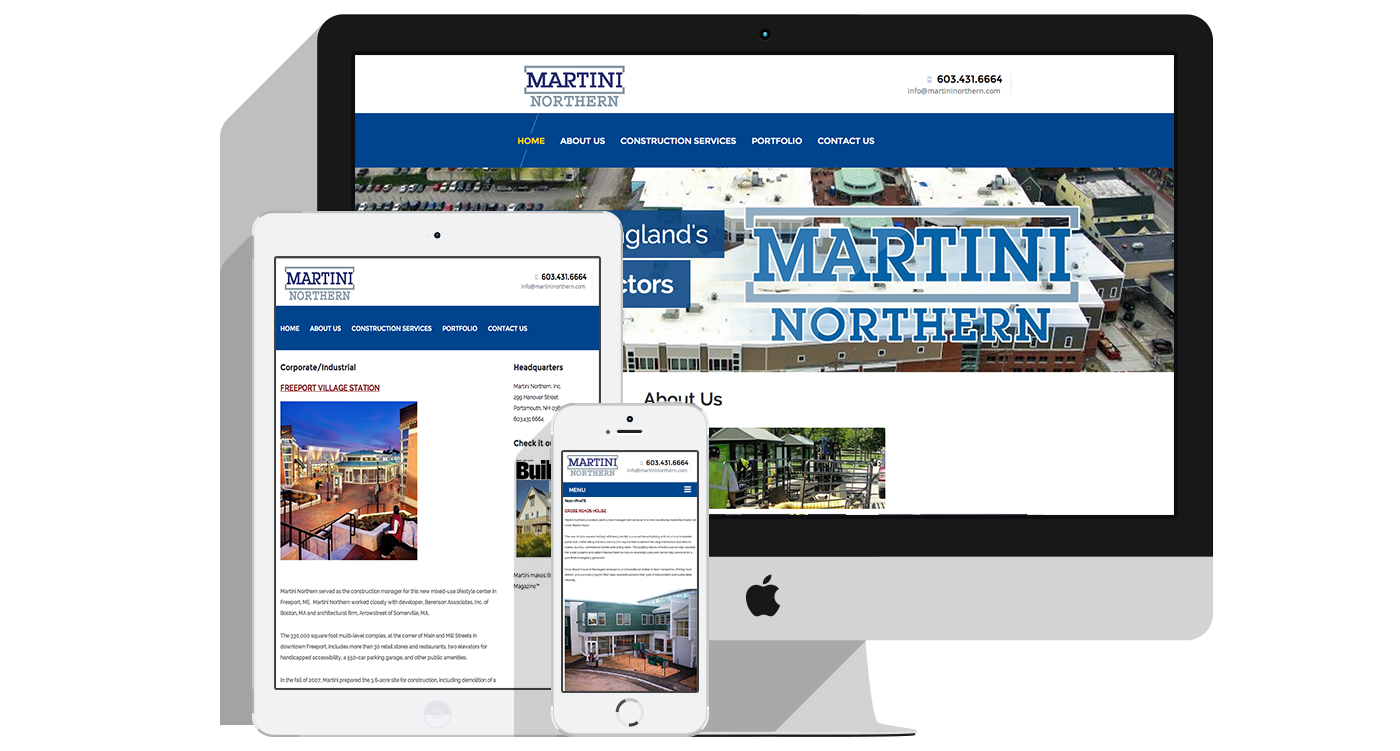 MARTINI
NORTHERN
603.431.6664
info@martininorthern.com
HOME ABOUT US CONSTRUCTION SERVICES PORTFOLIO CONTACT US
ngland's
ctors
MARTINI
NORTHERN
About Us
MARTINI
NORTHERN
603.431.6664
info@martininorthern.com
HOME ABOUT US CONSTRUCTION SERVICES PORTFOLIO CONTACT US
Corporate/Industrial
FREEPORT VILLAGE STATION
Martini Northern served as the construction manager for this new mixed-use lifestyle center in
Freeport, ME. Martini Northern worked closely with developer, Berenson Associates, Inc. of
Boston, MA and architectural firm, Arrowstreet of Somerville, MA.
The 330,000 square foot multi-level complex, at the corner of Main and Mill Streets in
downtown Freeport, includes more than 30 retail stores and restaurants, two elevators for
handicapped accessibility, a 550-car parking garage, and other public amenities.
In the fall of 2007, Martini prepared the 3.6-acre site for construction, including demolition of a
Headquarters
Martini Northern, Inc.
299 Hanover Street
Portsmouth, NH 03
603.431.6664
Check it ou
Buil
Martini makes B
Magazine™
MARTINI
NORTHERN
603.431.6664
info@martininorthern.com
MENU
Non-Profit
CROSS ROADS HOUSE